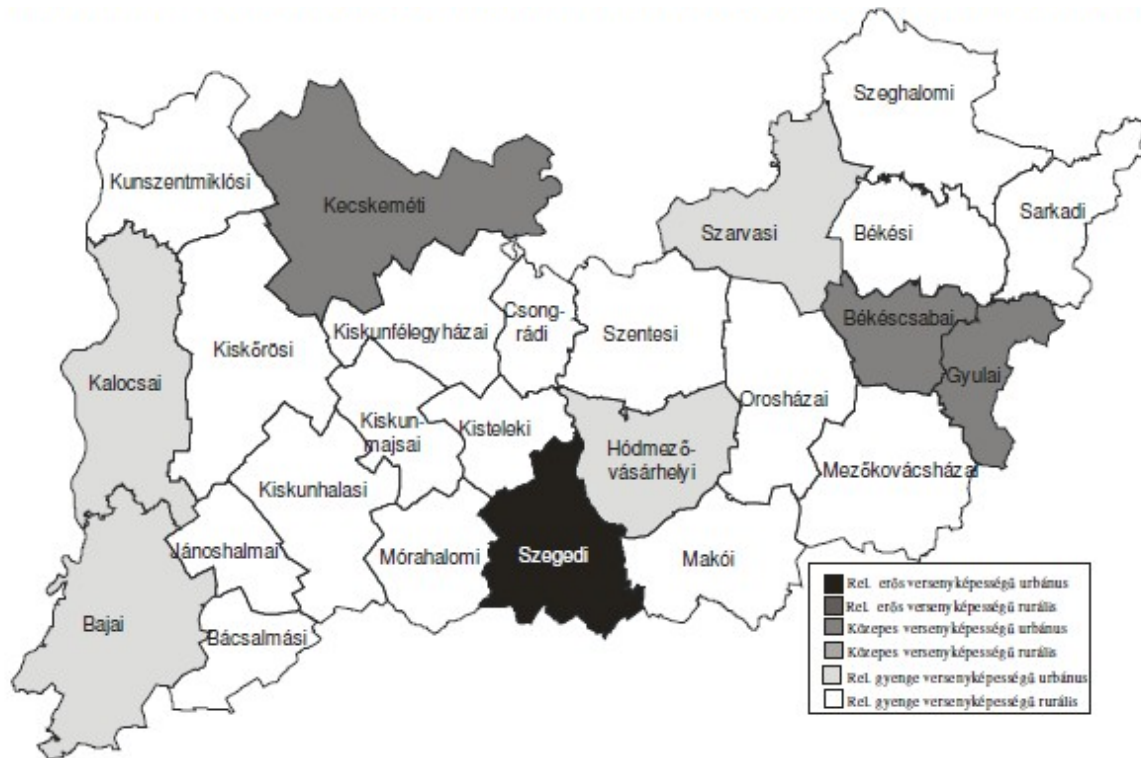 Szeghalomi
Kunszentmiklósi
Kecskeméti
Sarkadi
Szarvasi
Békési
Csong-
rádi
Békéscsabai
Kiskunfélegyházai
Szentesi
Kiskőrösi
Gyulai
Kalocsai
Orosházai
Kiskun-
majsai
Kisteleki
Hódmező-
vásárhelyi
Mezőkovácsházai
Kiskunhalasi
Jánoshalmai
Mórahalomi
Szegedi
Makói
Bajai
Bácsalmási
Rel. erős versenyképességű urbánus
Rel. erős versenyképességű rurális
Közepes versenyképességű urbánus
Közepes versenyképességű rurális
Rel. gyenge versenyképességű urbánus
Rel. gyenge versenyképességű rurális